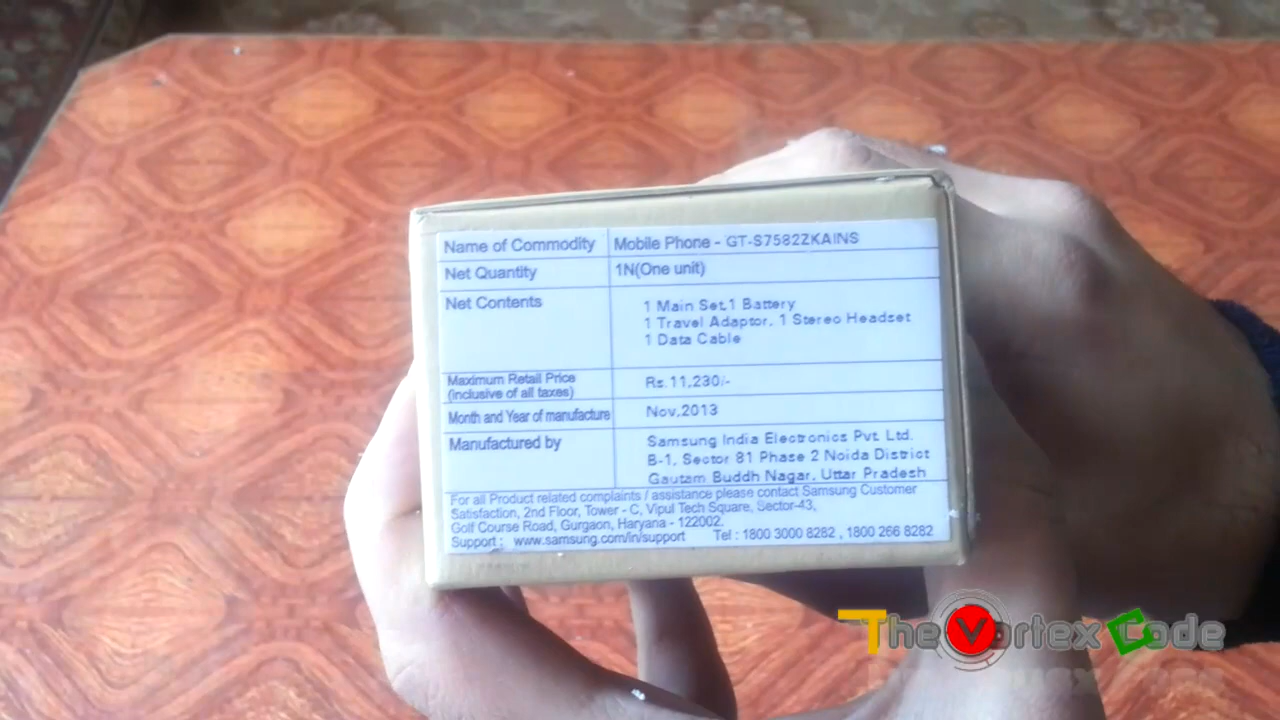 Name of Commodity Mobile Phone - GT-S7582ZKAINS
Net Quantity 1N(One unit)
Net Contents 1 Main Set,1 Battery
1 Travel Adaptor, 1 Stereo Headset
1 Data Cable
Maximum Retail Price
(inclusive of all taxes) Rs.11,230/-
Month and Year of manufacture Nov,2013
Manufactured by Samsung India Electronics Pvt. Ltd.
B-1, Sector 81 Phase 2 Noida District
Gautam Buddh Nagar, Uttar Pradesh
For all Product related complaints / assistance please contact Samsung Customer
Satisfaction, 2nd Floor, Tower - C, Vipul Tech Square, Sector-43,
Golf Course Road, Gurgaon, Haryana - 122002.
Support : www.samsung.com/in/support Tel : 1800 3000 8282 , 1800 266 8282
The Vortex Code